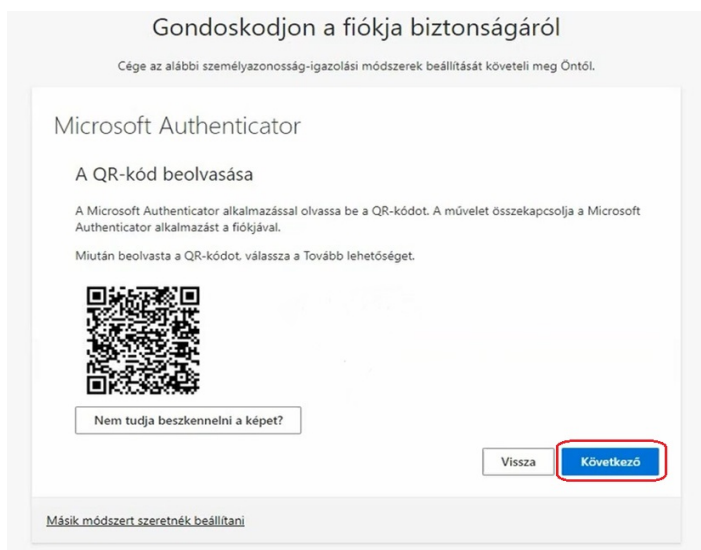 Gondoskodjon a fiókja biztonságáról
Cége az alábbi személyazonosság-igazolási módszerek beállítását követeli meg Öntől.
Microsoft Authenticator
A QR-kód beolvasása
A Microsoft Authenticator alkalmazással olvassa be a QR-kódot. A művelet összekapcsolja a Microsoft
Authenticator alkalmazást a fiókjával.
Miután beolvasta a QR-kódot, válassza a Tovább lehetőséget.
Nem tudja beszkennelni a képet?
Vissza
Következő
Másik módszert szeretnék beállítani